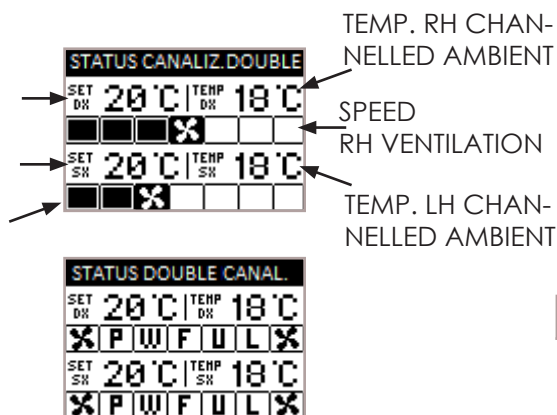 TEMP. RH CHAN-
NELLED AMBIENT
STATUS CANALIZ.DOUBLE
SET DX 20°C | TEMP DX 18°C
SPEED
RH VENTILATION
SET SX 20°C | TEMP SX 18°C
TEMP. LH CHAN-
NELLED AMBIENT
STATUS DOUBLE CANAL.
SET DX 20°C | TEMP DX 18°C
P W F U L
SET SX 20°C | TEMP SX 18°C
P W F U L